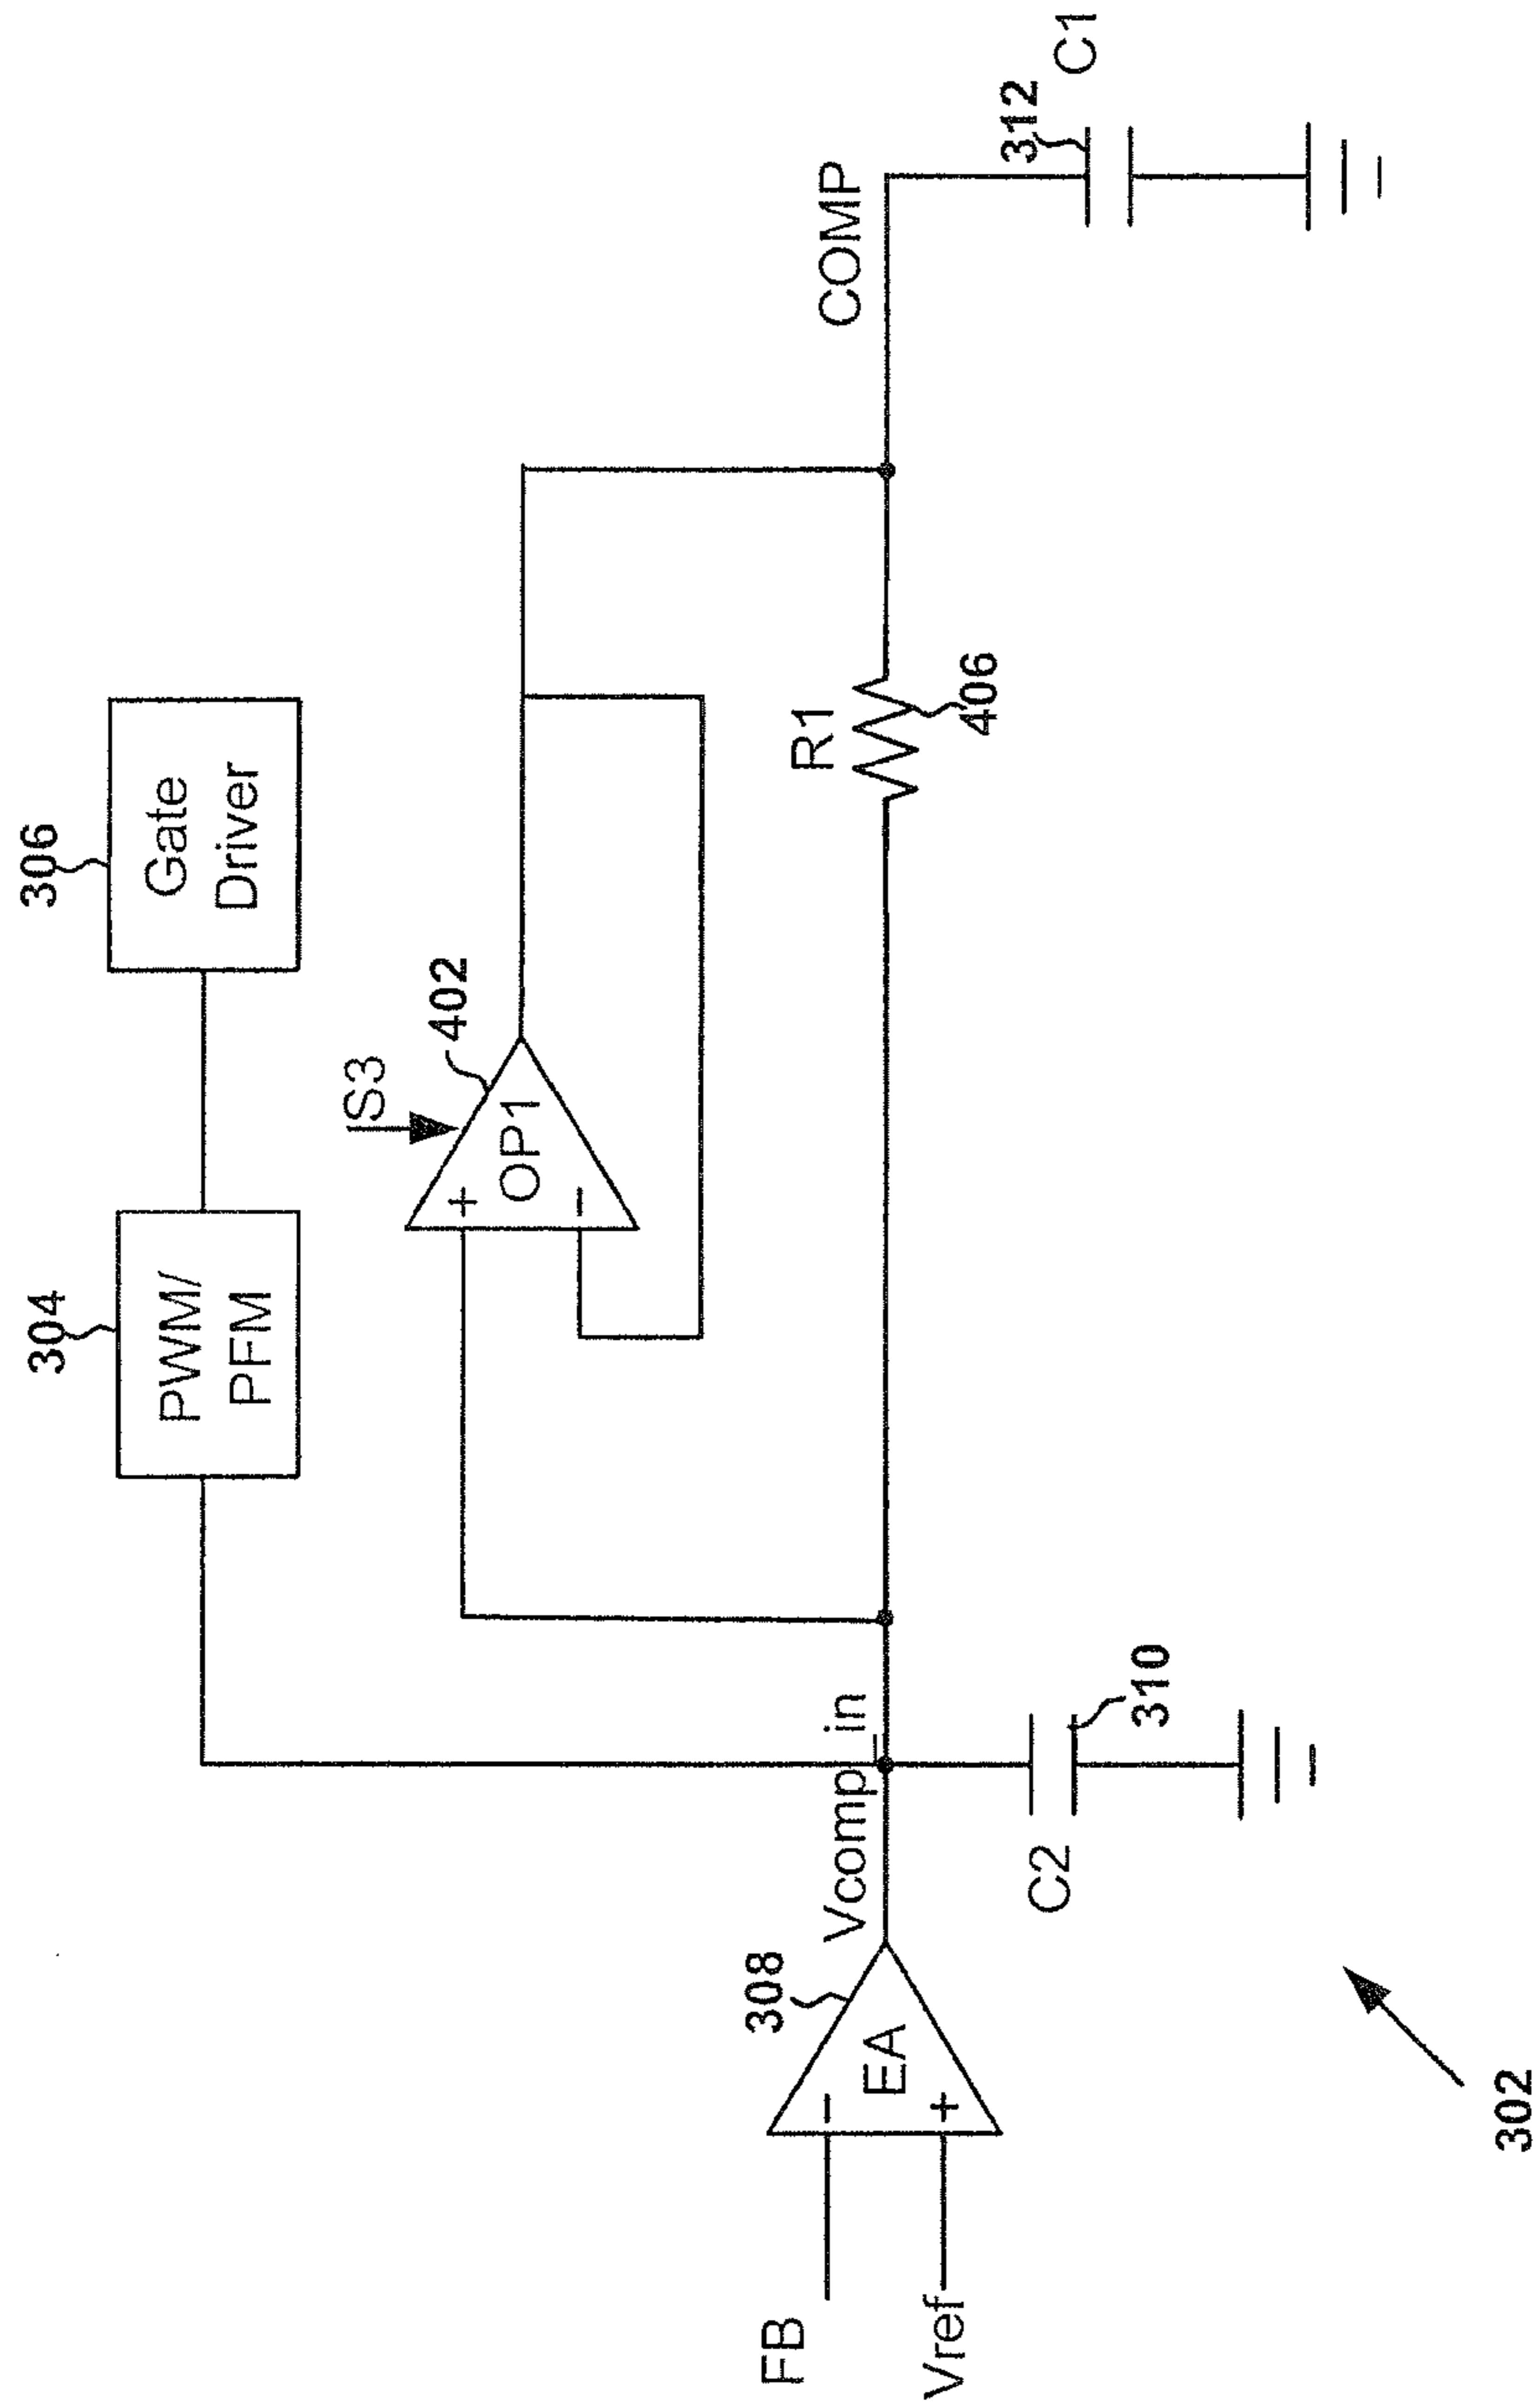 304
306
PWM/
PFM
Gate
Driver
S3
402
+
OP1
−
308
Vcomp_in
R1
406
COMP
FB
−
EA
+
Vref
C2
310
312
C1
302